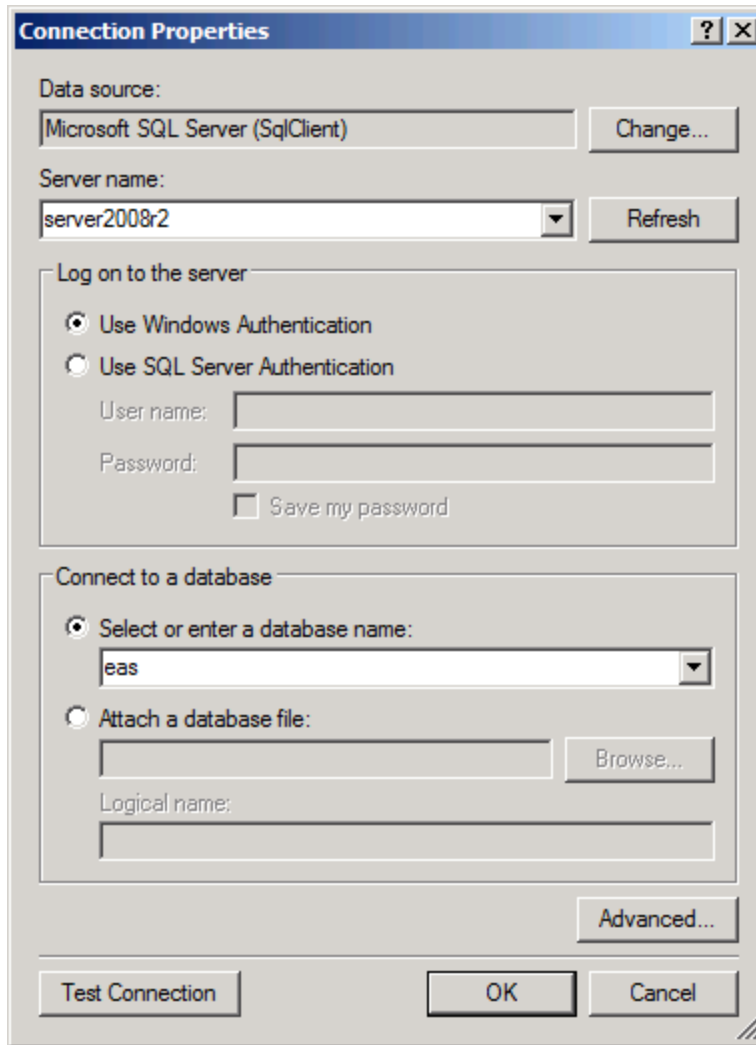 Connection Properties
Data source:
Microsoft SQL Server (SqlClient)
Change...
Server name:
server2008r2
Refresh
Log on to the server
Use Windows Authentication
Use SQL Server Authentication
User name:
Password:
Save my password
Connect to a database
Select or enter a database name:
eas
Attach a database file:
Browse...
Logical name:
Advanced...
Test Connection
OK
Cancel